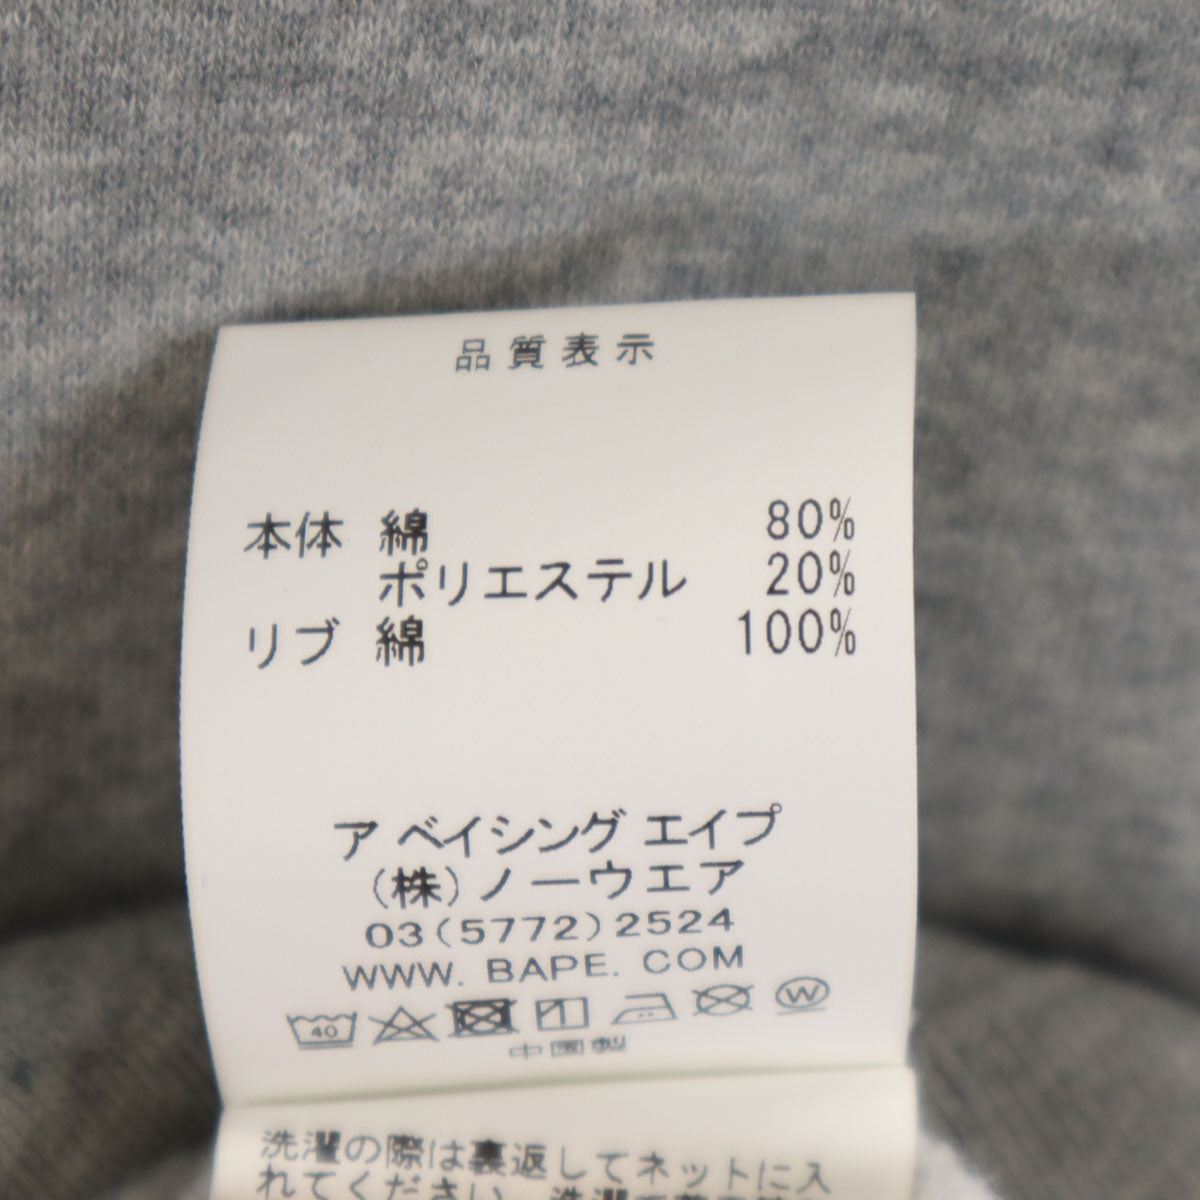 品質表示
本体 綿 80%
ポリエステル 20%
リブ 綿 100%
ア ベイシング エイプ
(株)ノーウエア
03(5772)2524
WWW. BAPE. COM
40 W
中国製
洗濯の際は裏返してネットに入
れてください。洗濯